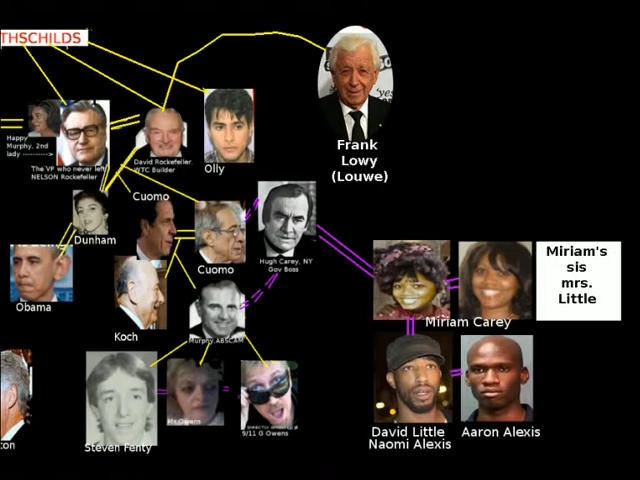 THSCHILDS
Happy
Murphy, 2nd
lady ---------->
The VP who never left
NELSON Rockefeller
David Rockefeller,
WTC Builder
Olly
Frank
Lowy
(Louwe)
Cuomo
Dunham
Cuomo
Hugh Carey, NY
Gov Boss
Obama
Koch
Murphy,ABSCAM
Miriam's
sis
mrs.
Little
Miriam Carey
Ms Owens
9/11 G Owens
Steven Fenty
ton
David Little
Naomi Alexis
Aaron Alexis